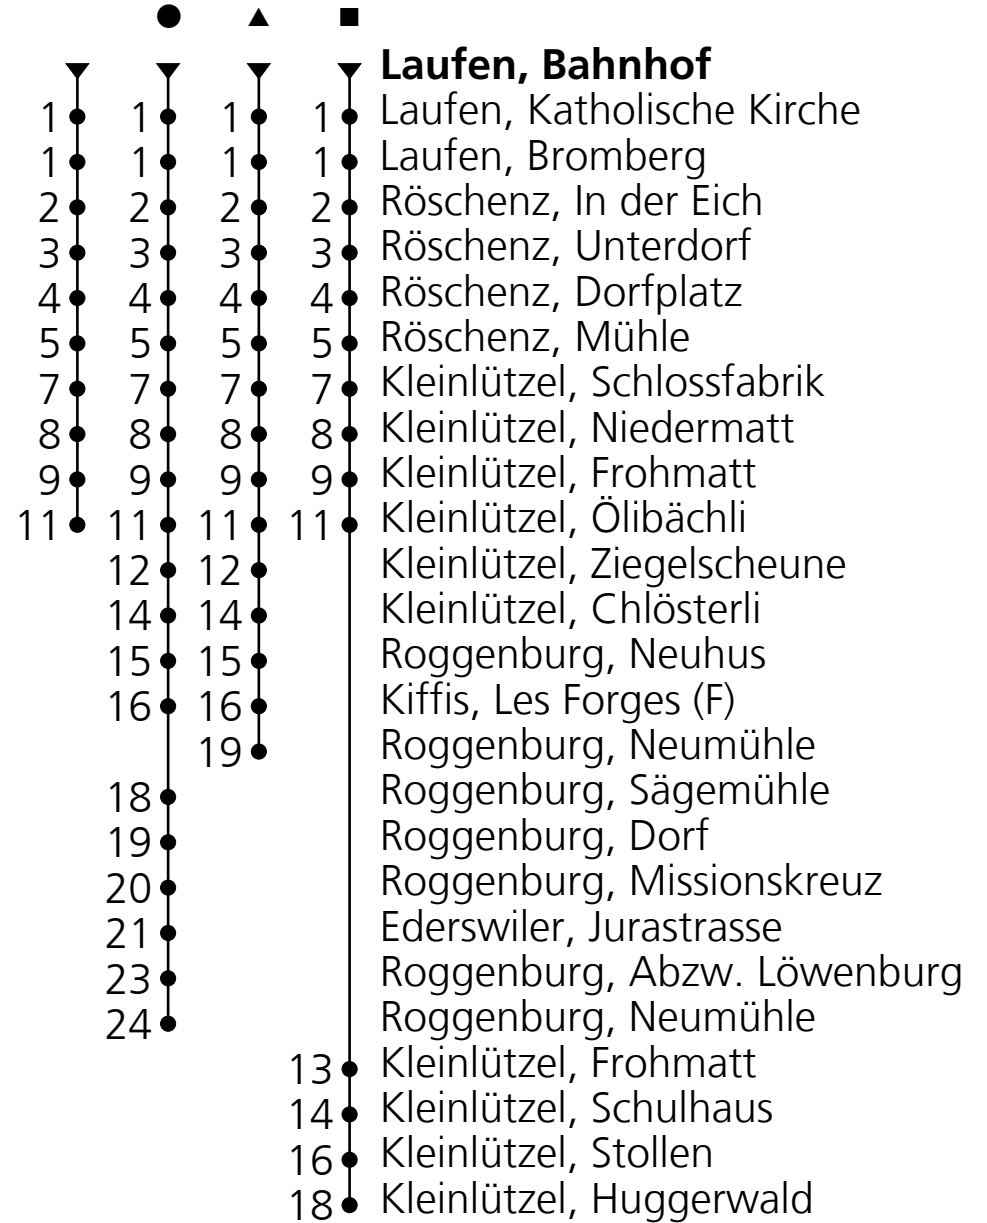 Laufen, Bahnhof
1 1 1 1 Laufen, Katholische Kirche
1 1 1 1 Laufen, Bromberg
2 2 2 2 Röschenz, In der Eich
3 3 3 3 Röschenz, Unterdorf
4 4 4 4 Röschenz, Dorfplatz
5 5 5 5 Röschenz, Mühle
7 7 7 7 Kleinlützel, Schlossfabrik
8 8 8 8 Kleinlützel, Niedermatt
9 9 9 9 Kleinlützel, Frohmatt
11 11 11 11 Kleinlützel, Ölibächli
12 12 Kleinlützel, Ziegelscheune
14 14 Kleinlützel, Chlösterli
15 15 Roggenburg, Neuhus
16 16 Kiffis, Les Forges (F)
19 Roggenburg, Neumühle
18 Roggenburg, Sägemühle
19 Roggenburg, Dorf
20 Roggenburg, Missionskreuz
21 Ederswiler, Jurastrasse
23 Roggenburg, Abzw. Löwenburg
24 Roggenburg, Neumühle
13 Kleinlützel, Frohmatt
14 Kleinlützel, Schulhaus
16 Kleinlützel, Stollen
18 Kleinlützel, Huggerwald